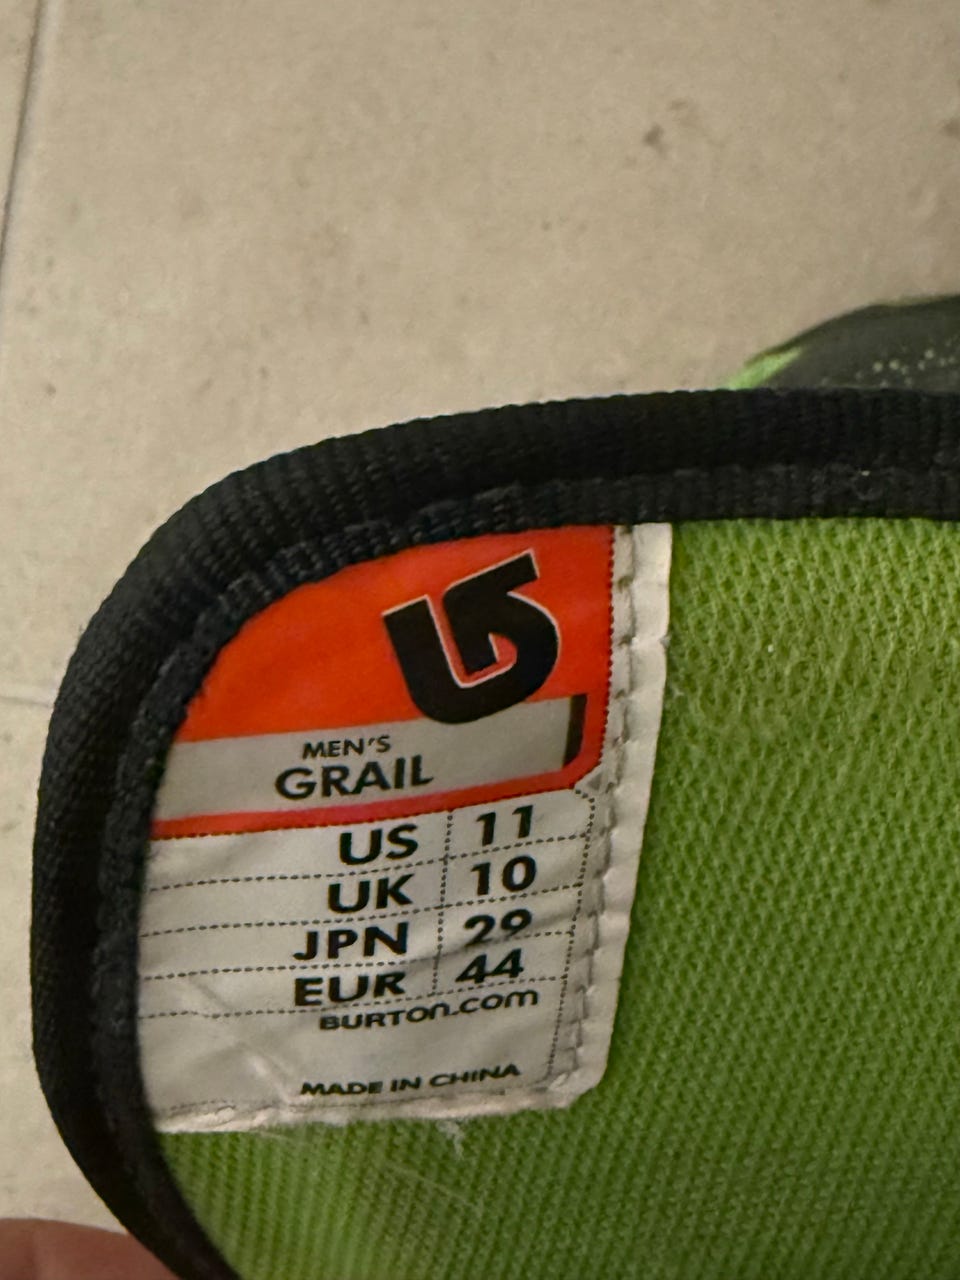 MEN'S
GRAIL
US 11
UK 10
JPN 29
EUR 44
BURTON.COM
MADE IN CHINA